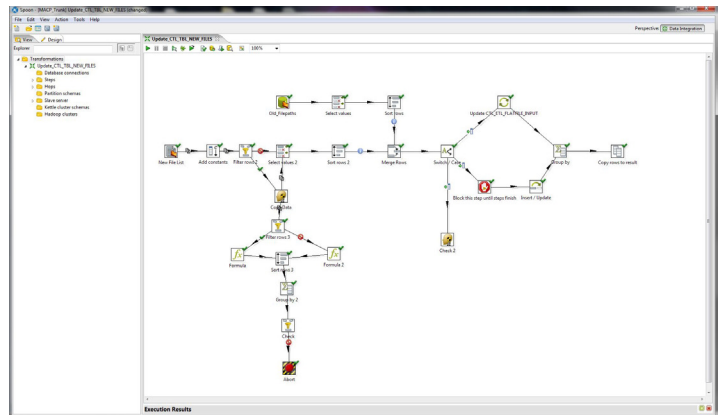 Spoon - [MACP_Trunk] Update_CTL_TBL_NEW_FILES (changed)
File Edit View Action Tools Help
Perspective: Data Integration
View Design
Update_CTL_TBL_NEW_FILES
Explorer
100%
Transformations
Update_CTL_TBL_NEW_FILES
Database connections
Steps
Hops
Partition schemas
Slave server
Kettle cluster schemas
Hadoop clusters
Old_Filepaths
Select values
Sort rows
Update CTL_ETL_FLATFILE_INPUT
New File List
Add constants
Filter rows 2
Select values 2
Sort rows 2
Merge Rows
Switch / Case
Group by
Copy rows to result
Block this step until steps finish
Insert / Update
Filter rows 3
Check 2
Formula
Formula 2
Sort rows 3
Group by 2
Check
Abort
Execution Results